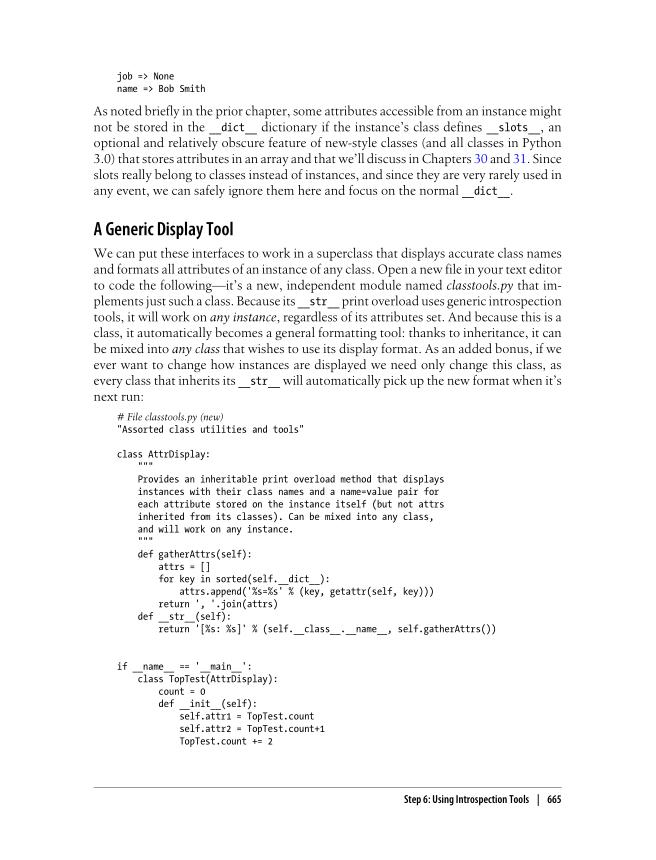 job => None
name => Bob Smith
As noted briefly in the prior chapter, some attributes accessible from an instance might
not be stored in the __dict__ dictionary if the instance's class defines __slots__, an
optional and relatively obscure feature of new-style classes (and all classes in Python
3.0) that stores attributes in an array and that we'll discuss in Chapters 30 and 31. Since
slots really belong to classes instead of instances, and since they are very rarely used in
any event, we can safely ignore them here and focus on the normal __dict__.
A Generic Display Tool
We can put these interfaces to work in a superclass that displays accurate class names
and formats all attributes of an instance of any class. Open a new file in your text editor
to code the following—it's a new, independent module named classtools.py that im-
plements just such a class. Because its __str__ print overload uses generic introspection
tools, it will work on any instance, regardless of its attributes set. And because this is a
class, it automatically becomes a general formatting tool: thanks to inheritance, it can
be mixed into any class that wishes to use its display format. As an added bonus, if we
ever want to change how instances are displayed we need only change this class, as
every class that inherits its __str__ will automatically pick up the new format when it's
next run:
# File classtools.py (new)
"Assorted class utilities and tools"
class AttrDisplay:
    """
    Provides an inheritable print overload method that displays
    instances with their class names and a name=value pair for
    each attribute stored on the instance itself (but not attrs
    inherited from its classes). Can be mixed into any class,
    and will work on any instance.
    """
    def gatherAttrs(self):
        attrs = []
        for key in sorted(self.__dict__):
            attrs.append('%s=%s' % (key, getattr(self, key)))
        return ', '.join(attrs)
    def __str__(self):
        return '[%s: %s]' % (self.__class__.__name__, self.gatherAttrs())
if __name__ == '__main__':
    class TopTest(AttrDisplay):
        count = 0
        def __init__(self):
            self.attr1 = TopTest.count
            self.attr2 = TopTest.count+1
            TopTest.count += 2
Step 6: Using Introspection Tools | 665